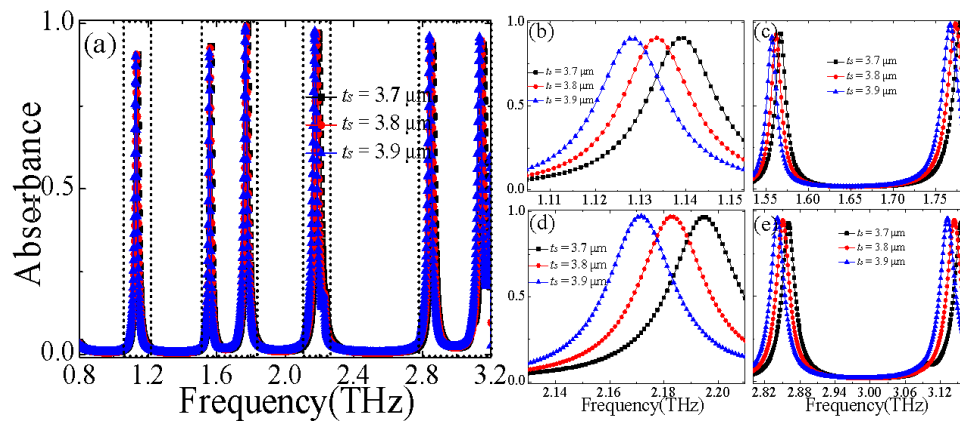 (a)
Absorbance
1.0
0.5
0.0
0.8
1.2
1.6
2.0
2.4
2.8
3.2
Frequency(THz)
ts = 3.7 μm
ts = 3.8 μm
ts = 3.9 μm
(b)
1.0
0.5
0.0
1.11
1.12
1.13
1.14
1.15
ts = 3.7 μm
ts = 3.8 μm
ts = 3.9 μm
(c)
1.55
1.60
1.65
1.70
1.75
ts = 3.7 μm
ts = 3.8 μm
ts = 3.9 μm
(d)
1.0
0.5
0.0
2.14
2.16
2.18
2.20
Frequency(THz)
ts = 3.7 μm
ts = 3.8 μm
ts = 3.9 μm
(e)
2.82
2.88
2.94
3.00
3.06
3.12
Frequency(THz)
ts = 3.7 μm
ts = 3.8 μm
ts = 3.9 μm